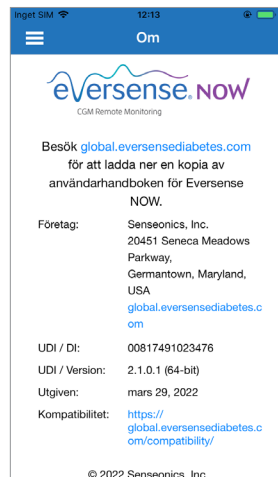 Inget SIM 12:13
Om
eversense. NOW
CGM Remote Monitoring
Besök global.eversensediabetes.com
för att ladda ner en kopia av
användarhandboken för Eversense
NOW.
Företag: Senseonics, Inc.
20451 Seneca Meadows
Parkway,
Germantown, Maryland,
USA
global.eversensediabetes.c
om
UDI / DI: 00817491023476
UDI / Version: 2.1.0.1 (64-bit)
Utgiven: mars 29, 2022
Kompatibilitet: https://
global.eversensediabetes.c
om/compatibility/
© 2022 Senseonics, Inc